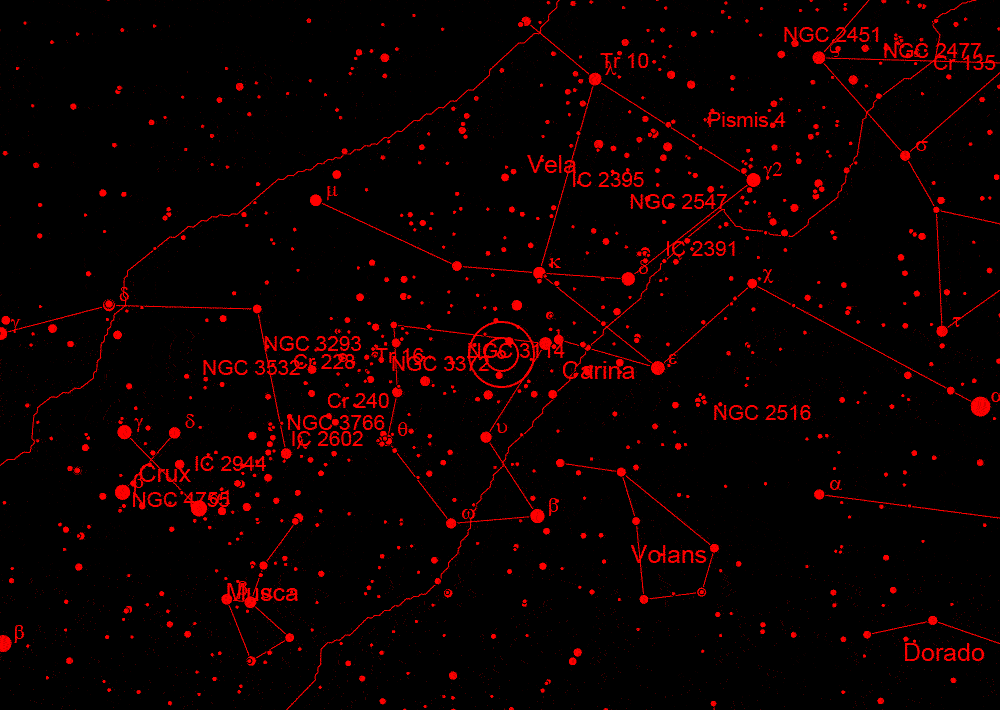 NGC 2451
NGC 2477
Cr 135
Tr 10
λ
Pismis 4
σ
Vela
γ2
IC 2395
μ
NGC 2547
IC 2391
κ
δ
χ
δ
γ
τ
ε
ι
NGC 3293
NGC 3114
Tr 16
Cr 228
NGC 3372
NGC 3532
Carina
ε
α
Cr 240
NGC 2516
NGC 3766
γ
δ
θ
υ
IC 2602
λ
IC 2944
Crux
β
NGC 4755
α
ω
β
Volans
Musca
β
Dorado